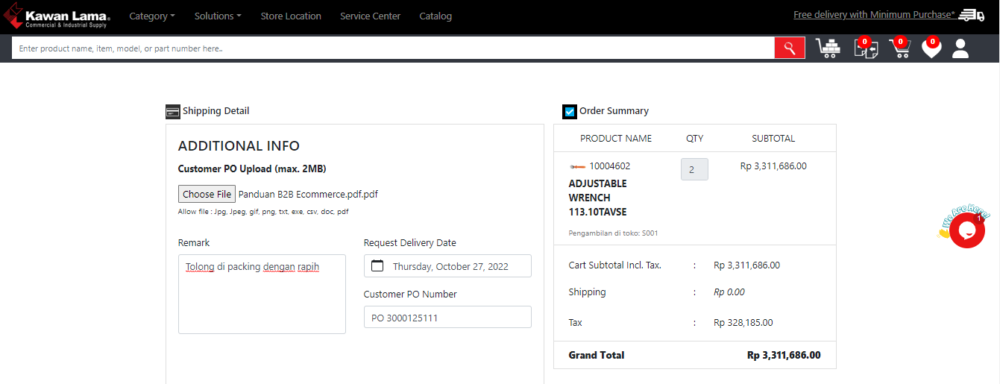 Kawan Lama®
Commercial & Industrial Supply
Category
Solutions
Store Location
Service Center
Catalog
Free delivery with Minimum Purchase*
Enter product name, item, model, or part number here..
0
0
0
Shipping Detail
ADDITIONAL INFO
Customer PO Upload (max. 2MB)
Choose File Panduan B2B Ecommerce.pdf.pdf
Allow file : Jpg, Jpeg, gif, png, txt, exe, csv, doc, pdf
Remark
Tolong di packing dengan rapih
Request Delivery Date
Thursday, October 27, 2022
Customer PO Number
PO 3000125111
Order Summary
PRODUCT NAME QTY SUBTOTAL
10004602 2 Rp 3,311,686.00
ADJUSTABLE
WRENCH
113.10TAVSE
Pengambilan di toko: S001
Cart Subtotal Incl. Tax. : Rp 3,311,686.00
Shipping : Rp 0.00
Tax : Rp 328,185.00
Grand Total Rp 3,311,686.00
We Are Here!
1